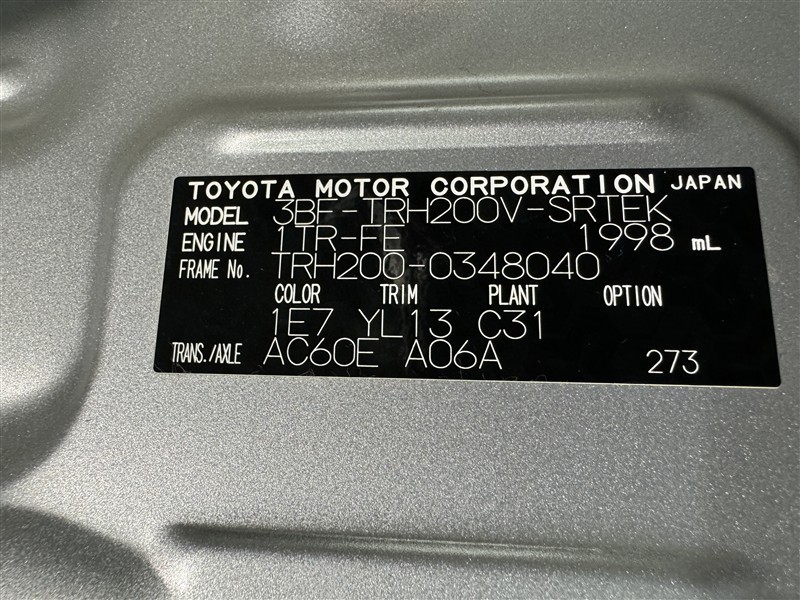 TOYOTA MOTOR CORPORATION JAPAN
MODEL 3BF-TRH200V-SRTEK
ENGINE 1TR-FE 1998 mL
FRAME No. TRH200-0348040
COLOR TRIM PLANT OPTION
1E7 YL13 C31
TRANS./AXLE AC60E A06A 273